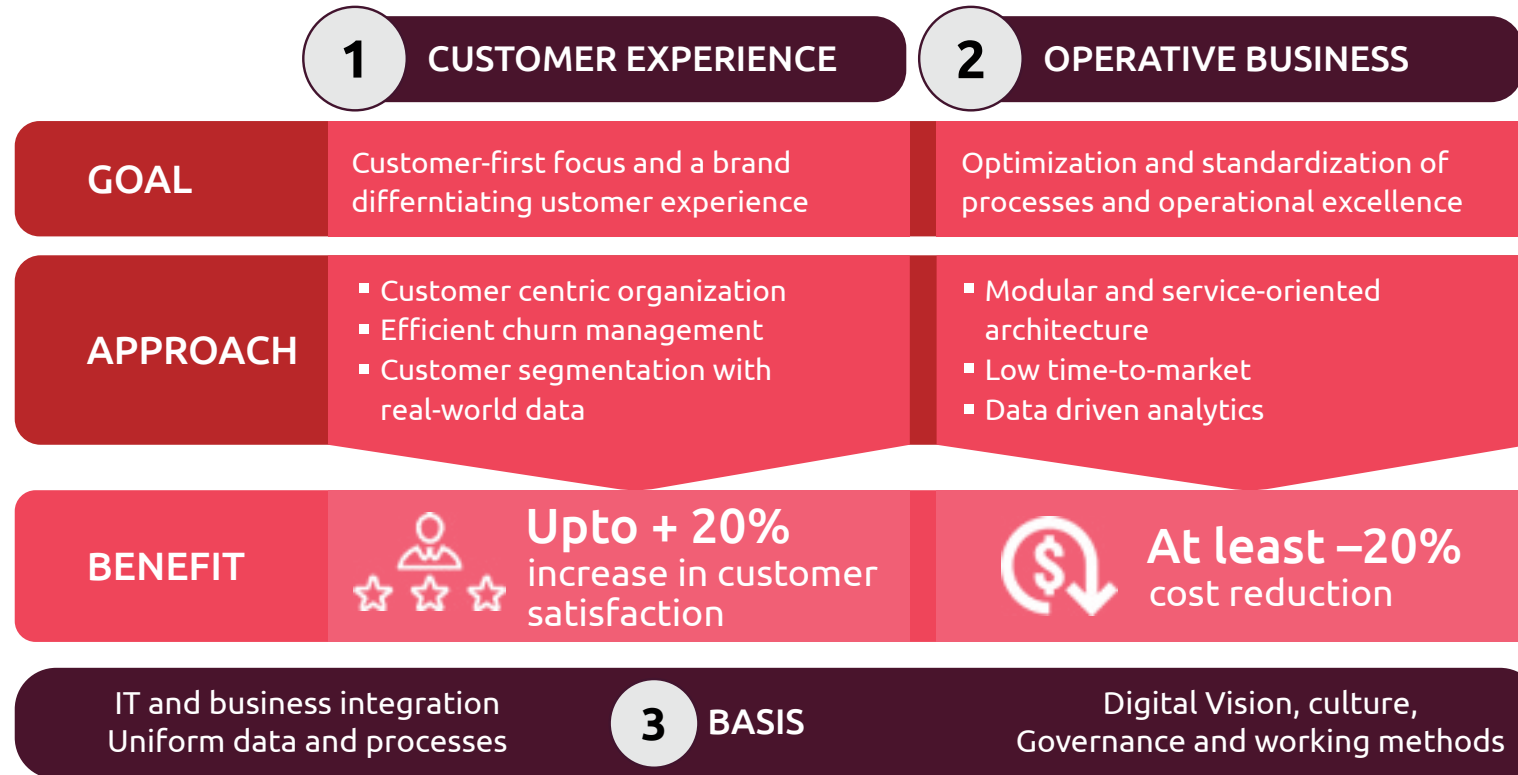 1 CUSTOMER EXPERIENCE
2 OPERATIVE BUSINESS
GOAL
Customer-first focus and a brand
differntiating ustomer experience
Optimization and standardization of
processes and operational excellence
APPROACH
▪ Customer centric organization
▪ Efficient churn management
▪ Customer segmentation with
real-world data
▪ Modular and service-oriented
architecture
▪ Low time-to-market
▪ Data driven analytics
BENEFIT
Upto + 20%
increase in customer
satisfaction
$
At least –20%
cost reduction
IT and business integration
Uniform data and processes
3 BASIS
Digital Vision, culture,
Governance and working methods